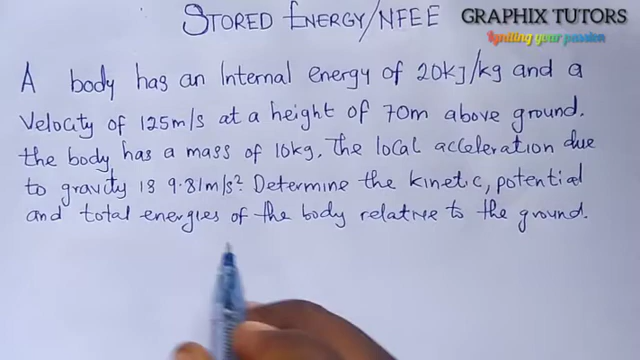 STORED ENERGY/NFEE
GRAPHIX TUTORS
Igniting your passion
A body has an Internal energy of 20kJ/kg and a
Velocity of 125m/s at a height of 70m above ground.
the body has a mass of 10kg. The local acceleration due
to gravity is 9.81m/s². Determine the kinetic, potential
and total energies of the body relative to the ground.